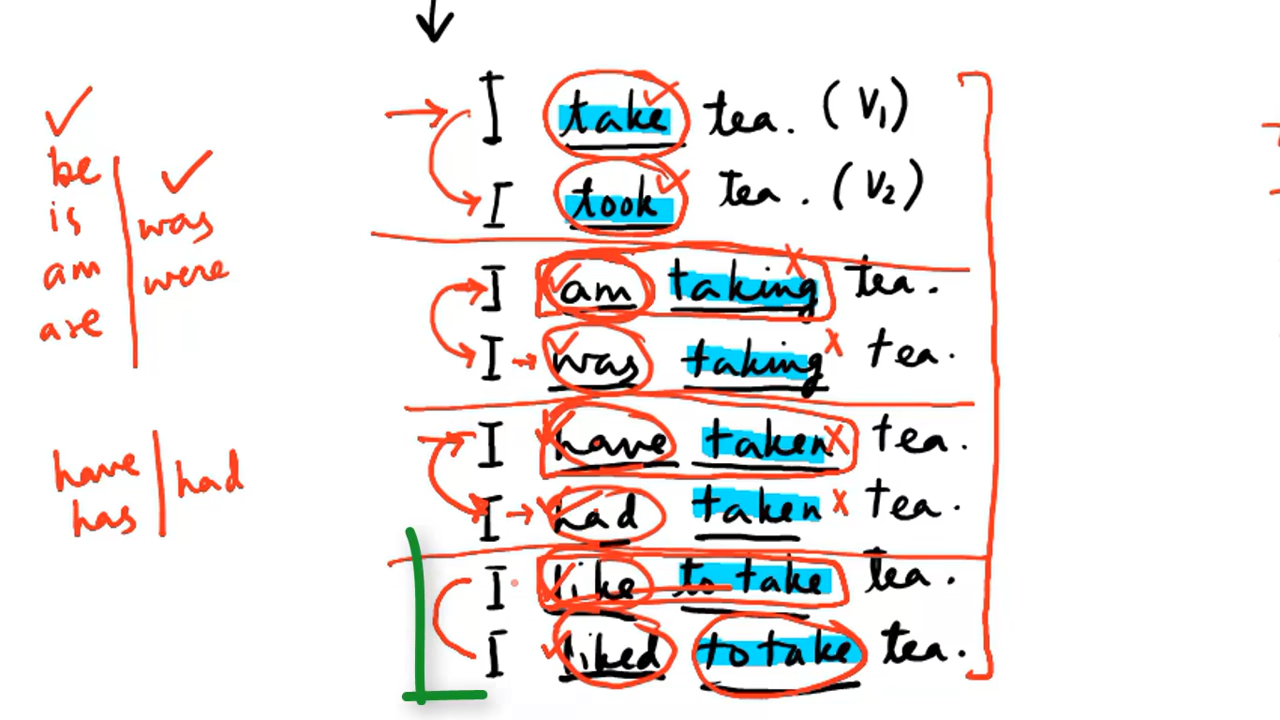 be
is
am
are
was
were
have
has
had
I take tea. (V1)
I took tea. (V2)
I am taking tea.
I was taking tea.
I have taken tea.
I had taken tea.
I like to take tea.
I liked to take tea.